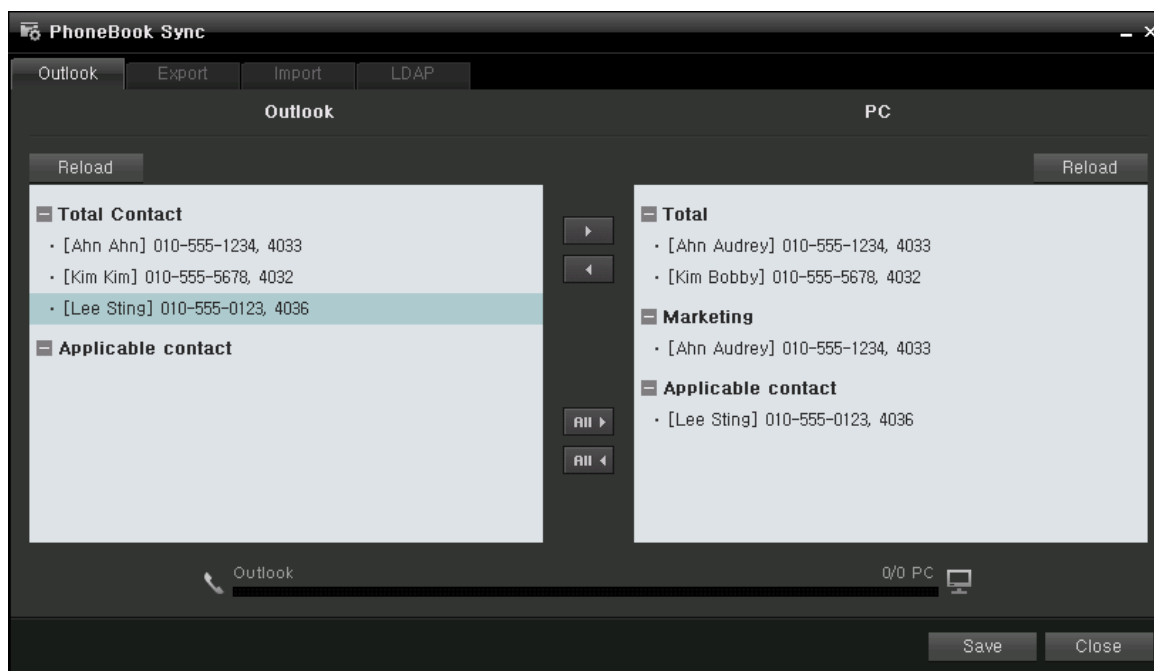 PhoneBook Sync
Outlook Export Import LDAP
Outlook PC
Reload Reload
Total Contact
· [Ahn Ahn] 010-555-1234, 4033
· [Kim Kim] 010-555-5678, 4032
· [Lee Sting] 010-555-0123, 4036
Applicable contact
Total
· [Ahn Audrey] 010-555-1234, 4033
· [Kim Bobby] 010-555-5678, 4032
Marketing
· [Ahn Audrey] 010-555-1234, 4033
Applicable contact
· [Lee Sting] 010-555-0123, 4036
All
All
Outlook 0/0 PC
Save Close